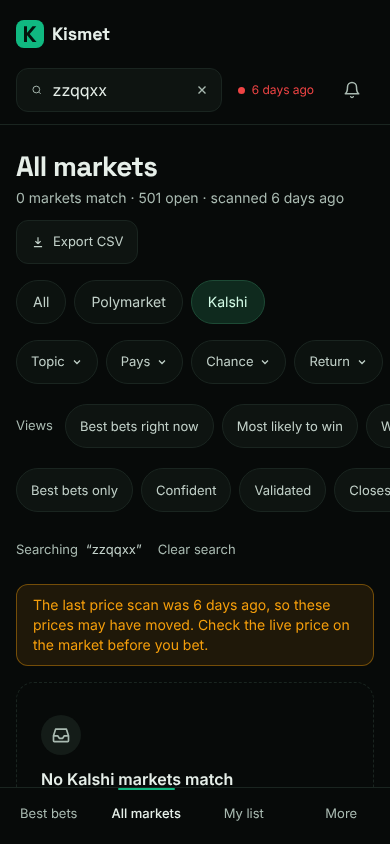 K Kismet
zzqqxx
6 days ago
All markets
0 markets match · 501 open · scanned 6 days ago
Export CSV
All Polymarket Kalshi
Topic Pays Chance Return
Views Best bets right now Most likely to win
Best bets only Confident Validated Closes
Searching “zzqqxx” Clear search
The last price scan was 6 days ago, so these
prices may have moved. Check the live price on
the market before you bet.
No Kalshi markets match
Best bets All markets My list More